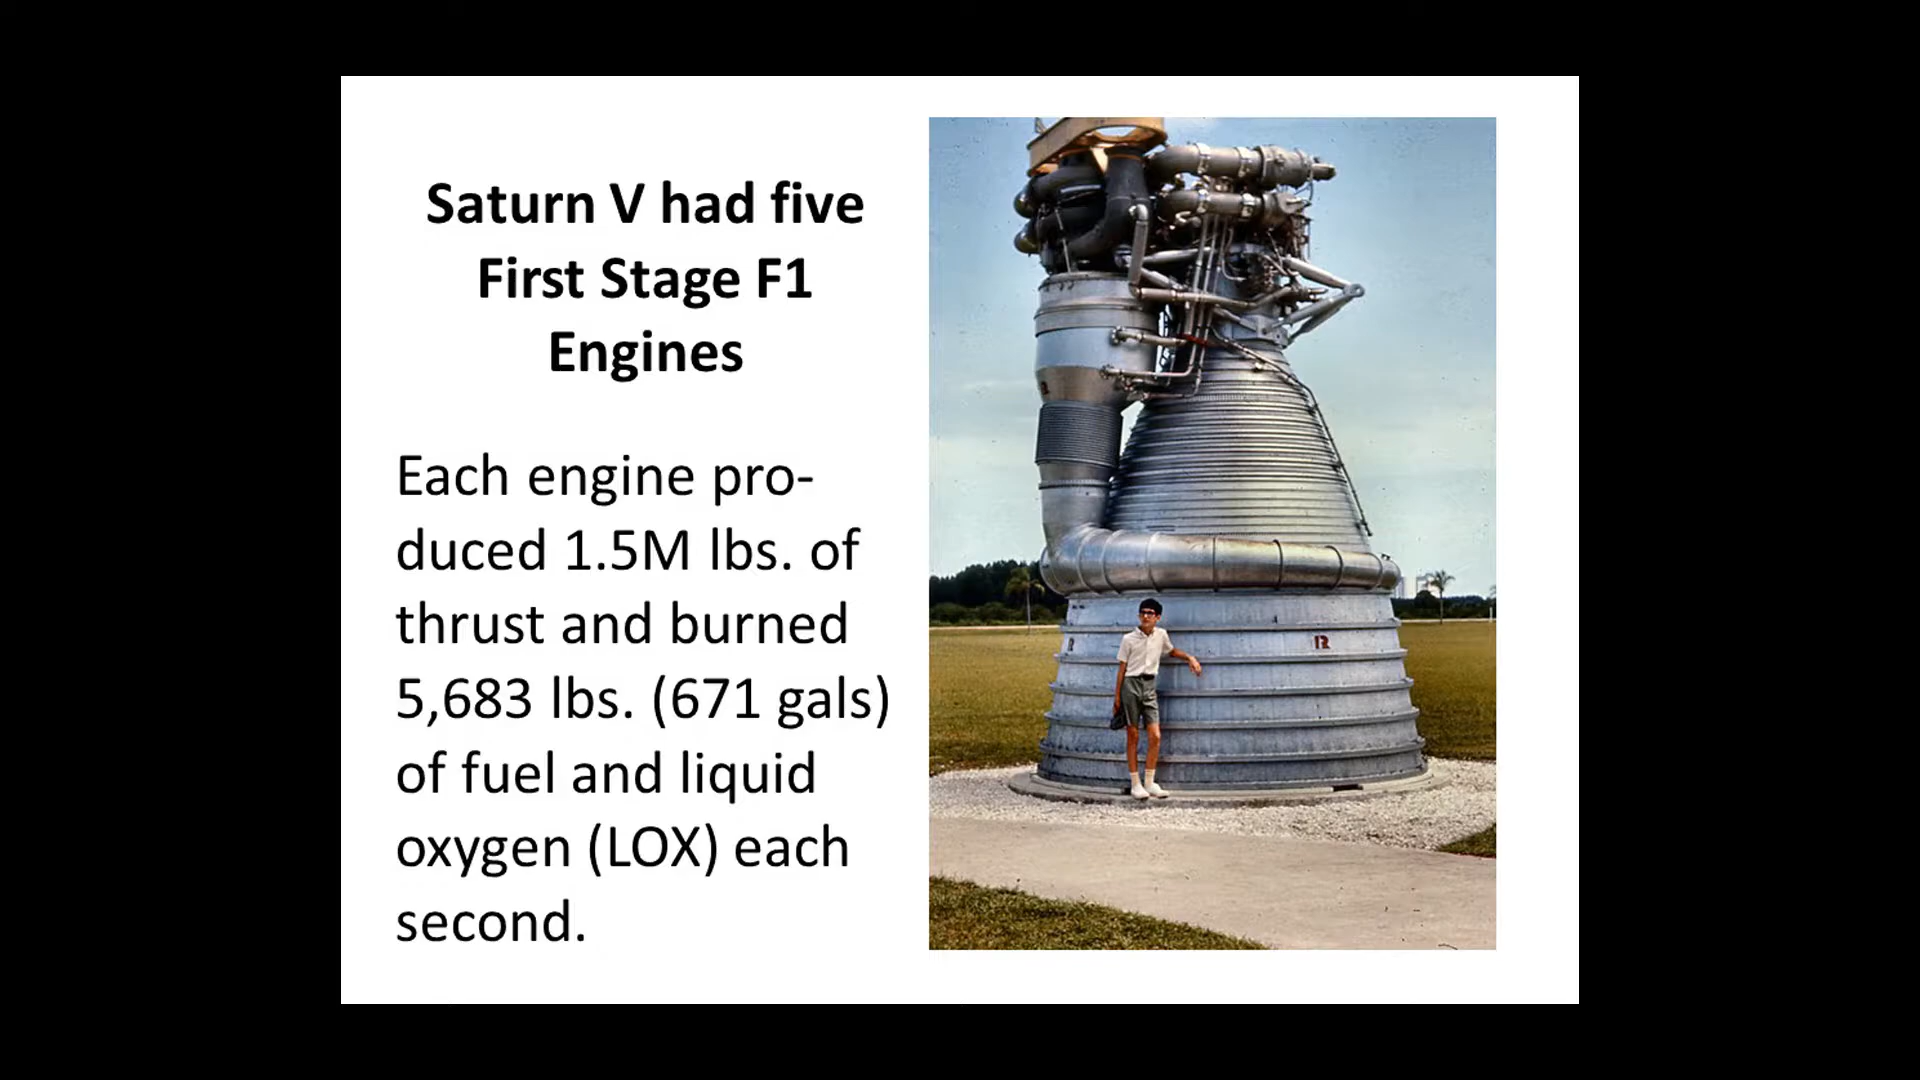 Saturn V had five
First Stage F1
Engines
Each engine pro-
duced 1.5M lbs. of
thrust and burned
5,683 lbs. (671 gals)
of fuel and liquid
oxygen (LOX) each
second.